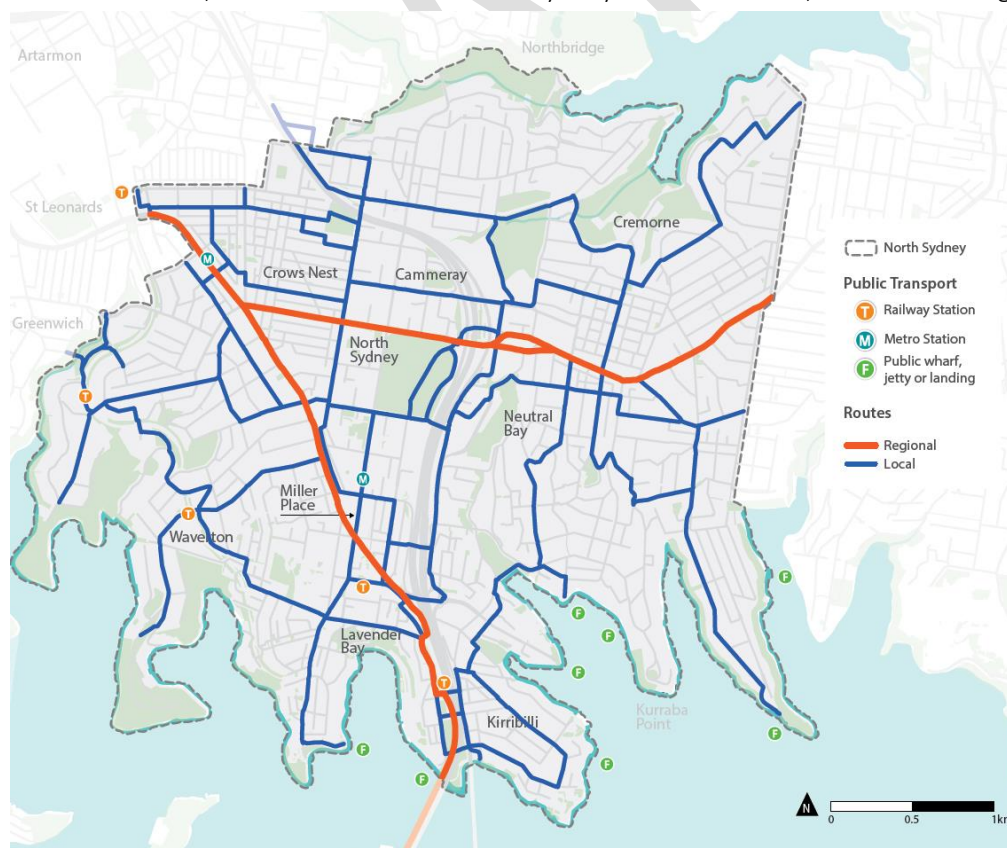 Artarmon
Northbridge
St Leonards
Cremorne
Crows Nest
Cammeray
Greenwich
North
Sydney
Neutral
Bay
Miller
Place
Waverton
Lavender
Bay
Kurraba
Point
Kirribilli
North Sydney
Public Transport
T Railway Station
M Metro Station
F Public wharf,
jetty or landing
Routes
Regional
Local
T
M
T
M
T
T
T
F
F
F
F
F
F
F
F
N
0 0.5 1km